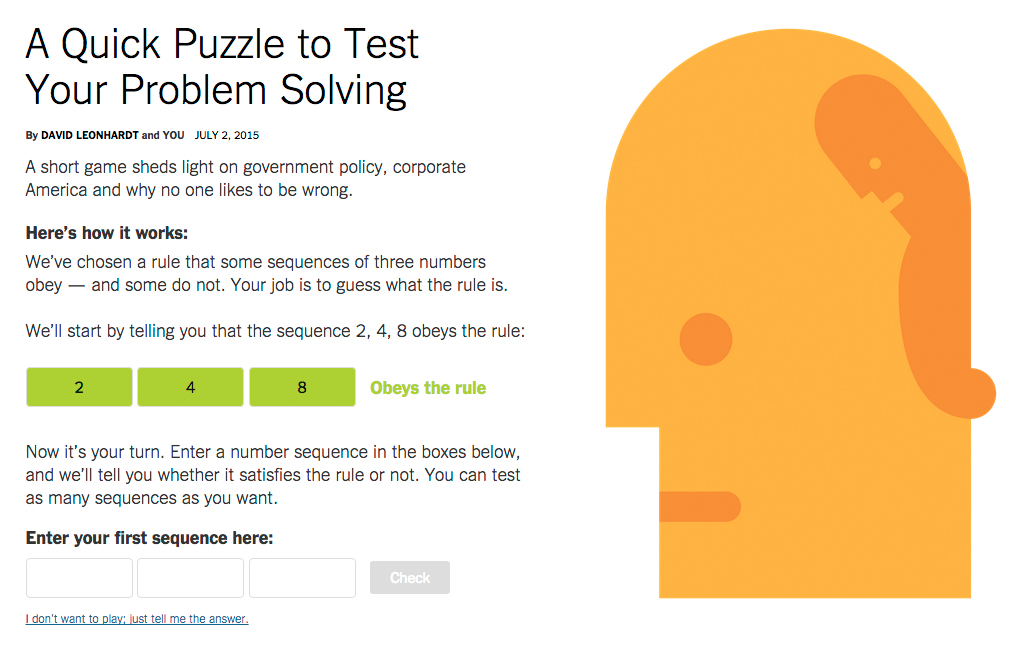 A Quick Puzzle to Test
Your Problem Solving
By DAVID LEONHARDT and YOU JULY 2, 2015
A short game sheds light on government policy, corporate
America and why no one likes to be wrong.
Here's how it works:
We've chosen a rule that some sequences of three numbers
obey — and some do not. Your job is to guess what the rule is.
We'll start by telling you that the sequence 2, 4, 8 obeys the rule:
2 4 8 Obeys the rule
Now it's your turn. Enter a number sequence in the boxes below,
and we'll tell you whether it satisfies the rule or not. You can test
as many sequences as you want.
Enter your first sequence here:
Check
I don't want to play; just tell me the answer.